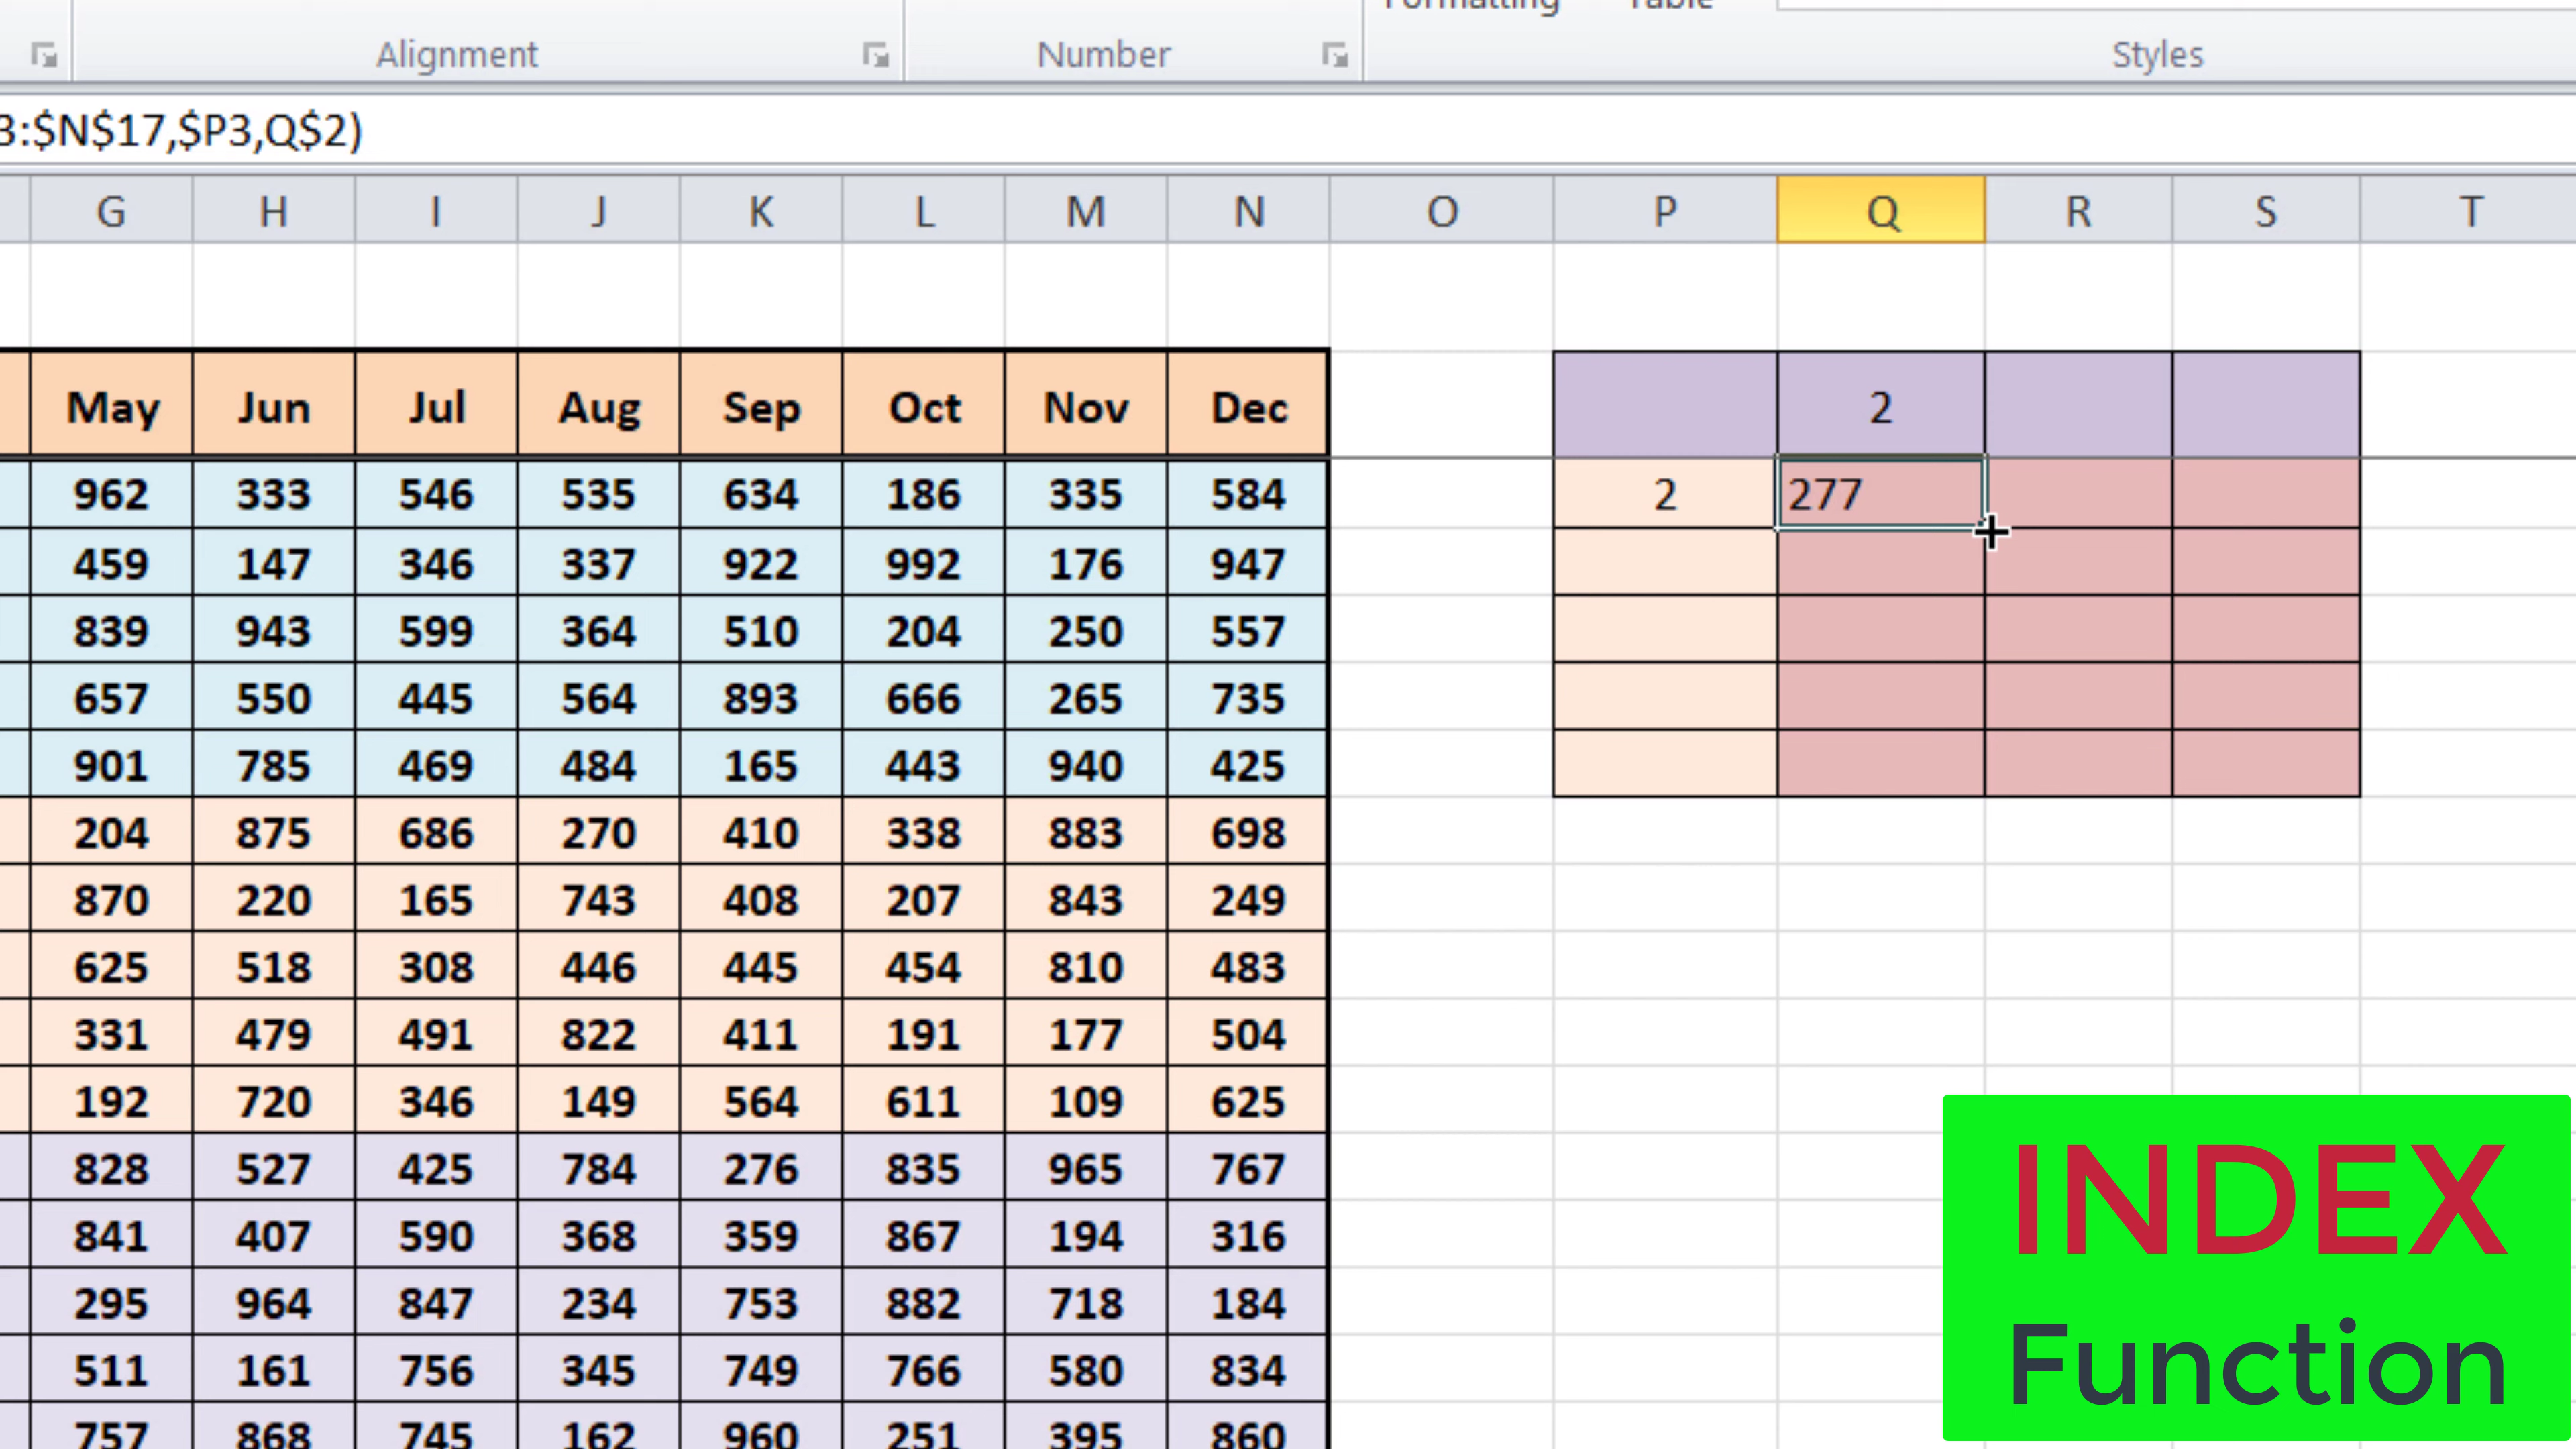 Formatting Table
Alignment Number Styles
3:$N$17,$P3,Q$2)
G H I J K L M N O P Q R S T
May Jun Jul Aug Sep Oct Nov Dec 2
962 333 546 535 634 186 335 584 2 277
459 147 346 337 922 992 176 947
839 943 599 364 510 204 250 557
657 550 445 564 893 666 265 735
901 785 469 484 165 443 940 425
204 875 686 270 410 338 883 698
870 220 165 743 408 207 843 249
625 518 308 446 445 454 810 483
331 479 491 822 411 191 177 504
192 720 346 149 564 611 109 625
828 527 425 784 276 835 965 767
841 407 590 368 359 867 194 316
295 964 847 234 753 882 718 184
511 161 756 345 749 766 580 834
757 868 745 162 960 251 395 860
INDEX
Function